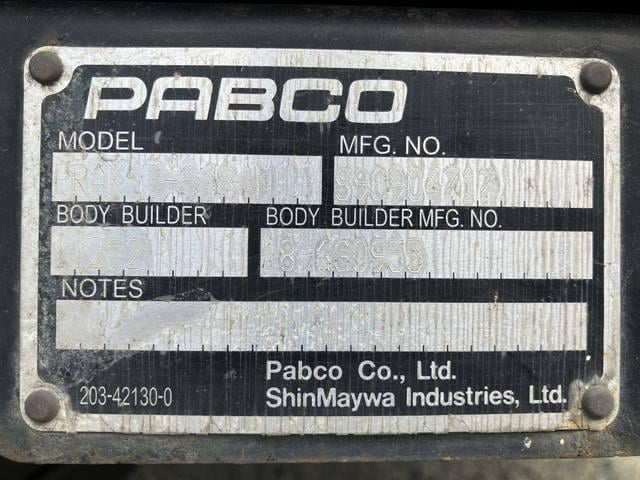 PABCO
MODEL
MFG. NO.
BODY BUILDER
BODY BUILDER MFG. NO.
NOTES
203-42130-0
Pabco Co., Ltd.
ShinMaywa Industries, Ltd.